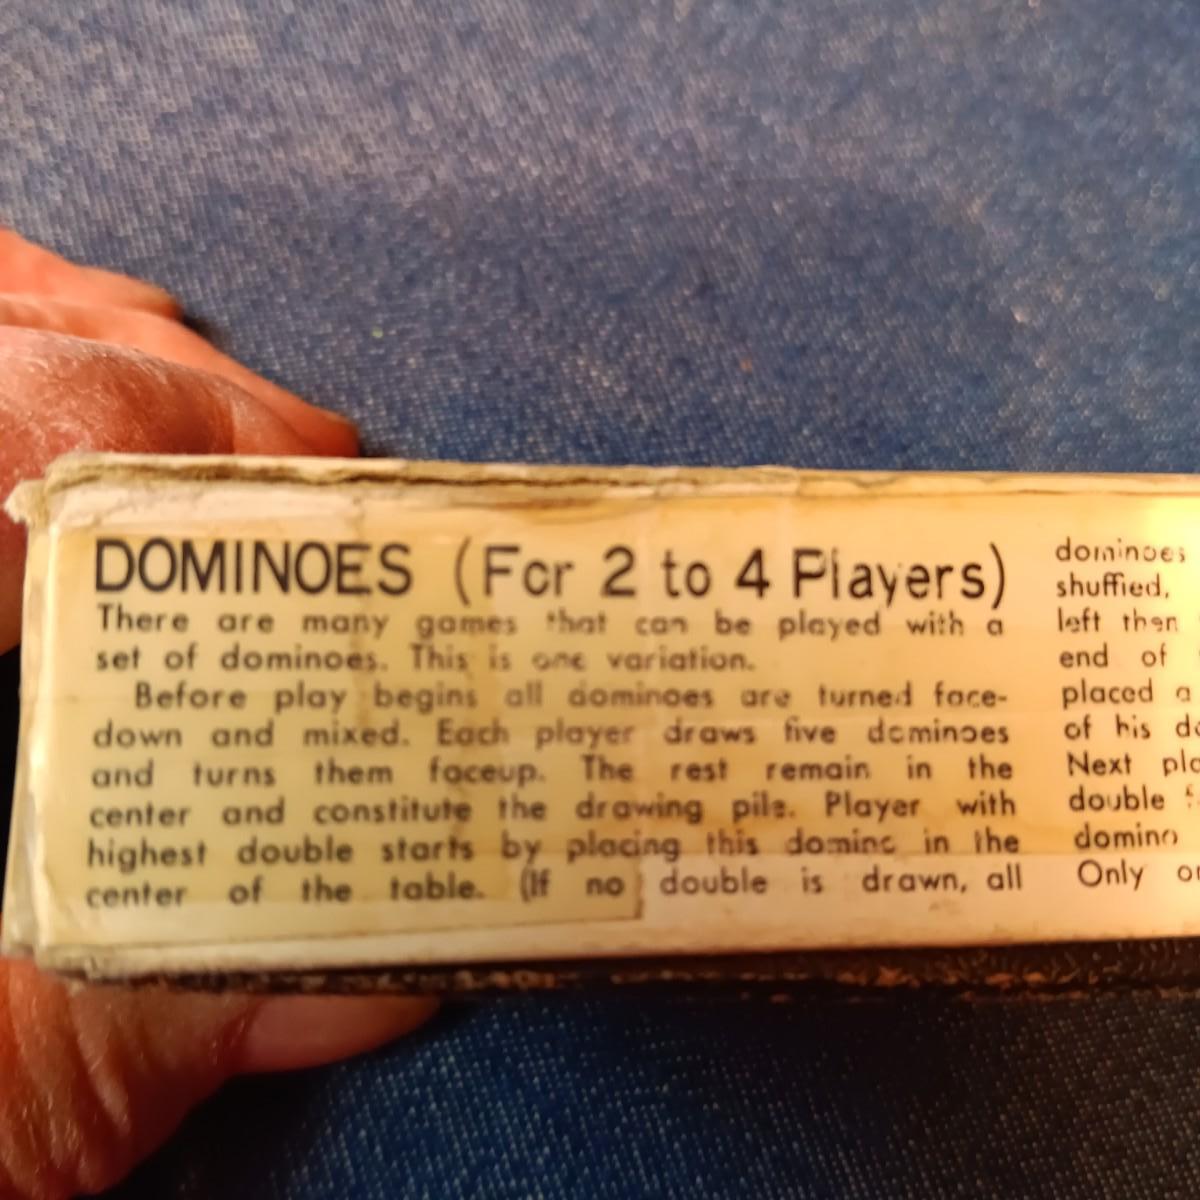 DOMINOES (For 2 to 4 Players)
There are many games that can be played with a
set of dominoes. This is one variation.
Before play begins all dominoes are turned face-
down and mixed. Each player draws five dominoes
and turns them faceup. The rest remain in the
center and constitute the drawing pile. Player with
highest double starts by placing this domino in the
center of the table. (If no double is drawn, all
dominoes
shuffled,
left then
end of
placed a
of his
Next
double
domino
Only